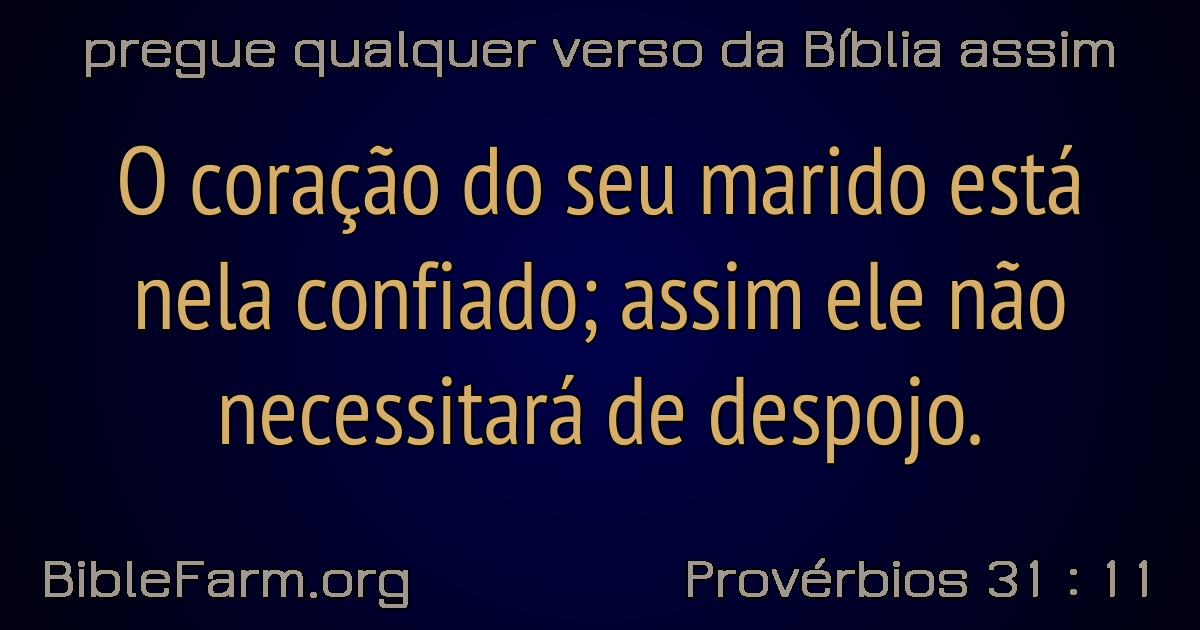 pregue qualquer verso da Bíblia assim
O coração do seu marido está
nela confiado; assim ele não
necessitará de despojo.
BibleFarm.org
Provérbios 31 : 11